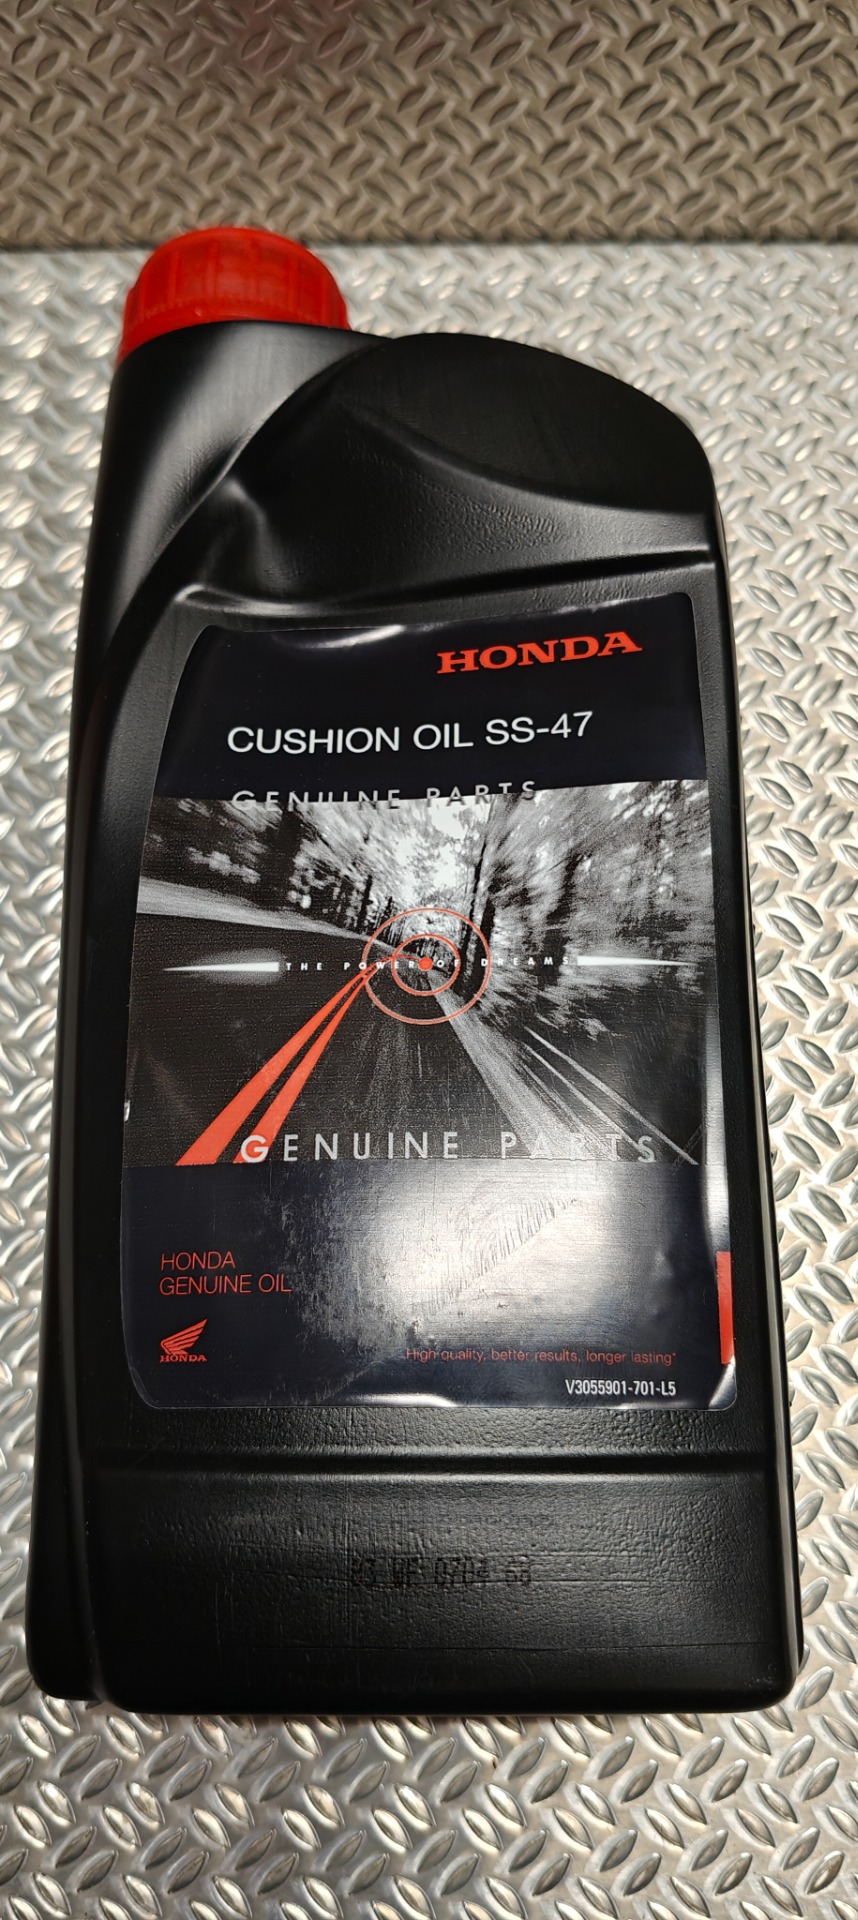 HONDA
CUSHION OIL SS-47
GENUINE PARTS
THE POWER OF DREAMS
GENUINE PARTS
HONDA
GENUINE OIL
HONDA
High quality, better results, longer lasting*
V3055901-701-L5